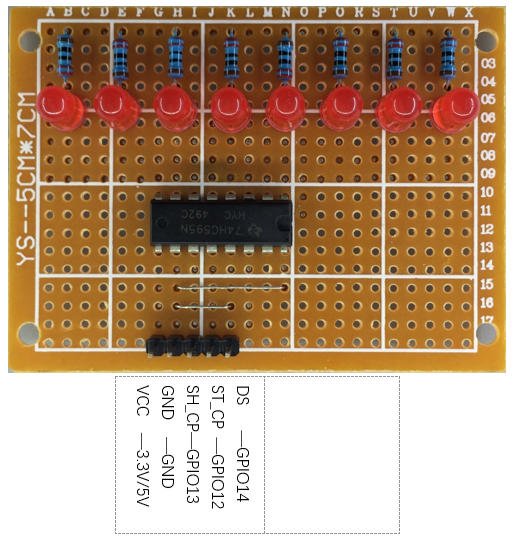 A B C D E F G H I J K L M N O P Q R S T U V W X
03
04
05
06
07
08
09
10
11
12
13
14
15
16
17
YS--5CM*7CM
74HC595N
HYC
492C
DS —GPIO14
ST_CP —GPIO12
SH_CP—GPIO13
GND —GND
VCC —3.3V/5V